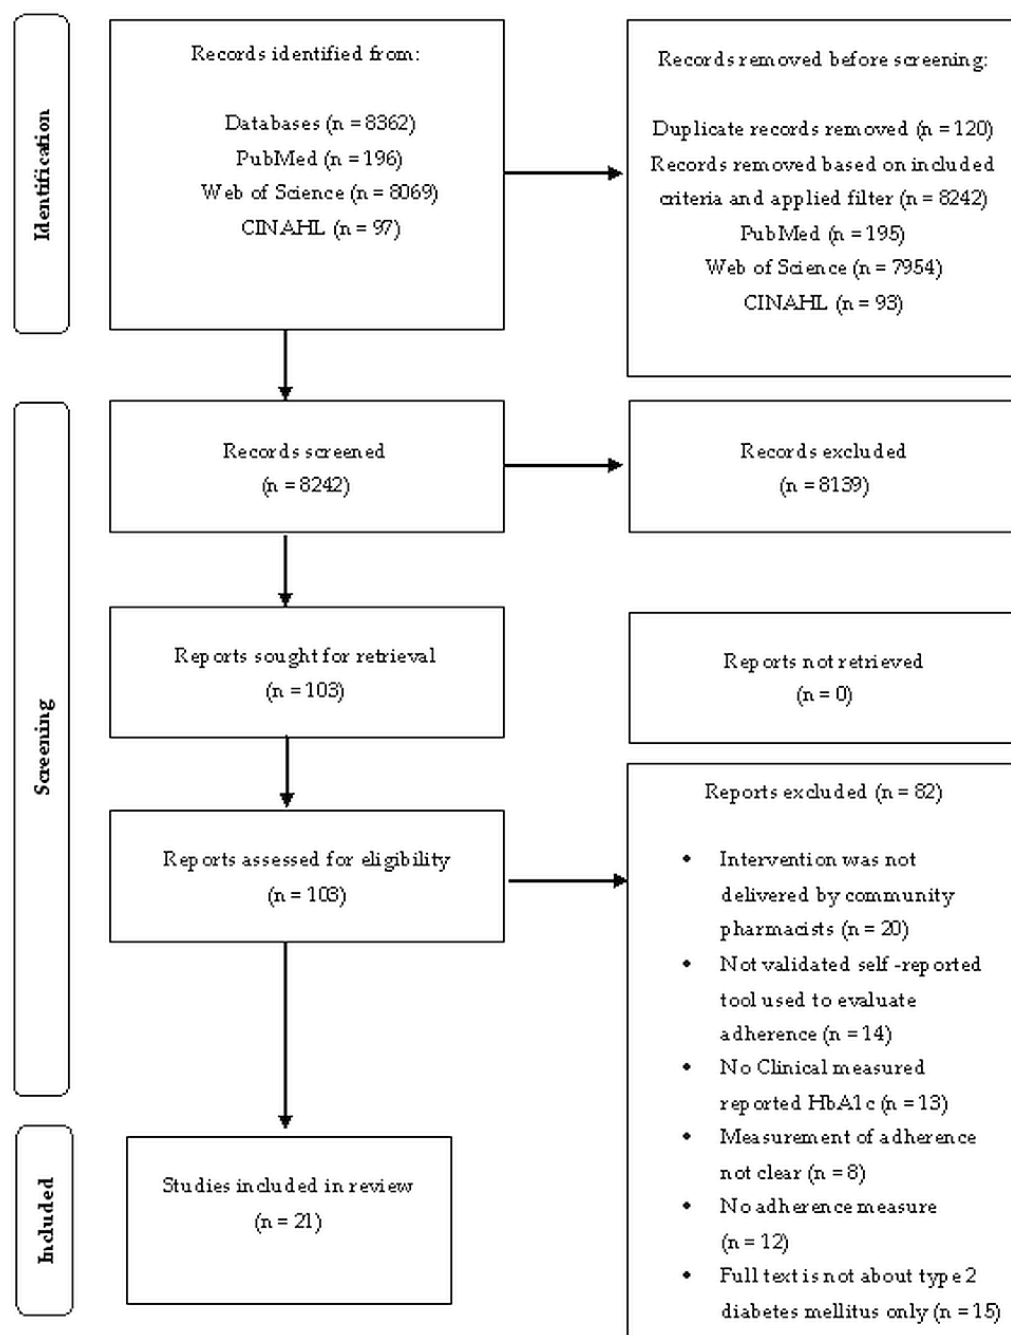 Identification
Records identified from:
Databases (n = 8362)
PubMed (n = 196)
Web of Science (n = 8069)
CINAHL (n = 97)
Records removed before screening:
Duplicate records removed (n = 120)
Records removed based on included
criteria and applied filter (n = 8242)
PubMed (n = 195)
Web of Science (n = 7954)
CINAHL (n = 93)
Screening
Records screened
(n = 8242)
Records excluded
(n = 8139)
Reports sought for retrieval
(n = 103)
Reports not retrieved
(n = 0)
Reports assessed for eligibility
(n = 103)
Reports excluded (n = 82)
• Intervention was not
delivered by community
pharmacists (n = 20)
• Not validated self -reported
tool used to evaluate
adherence (n = 14)
• No Clinical measured
reported HbA1c (n = 13)
• Measurement of adherence
not clear (n = 8)
• No adherence measure
(n = 12)
• Full text is not about type 2
diabetes mellitus only (n = 15)
Included
Studies included in review
(n = 21)